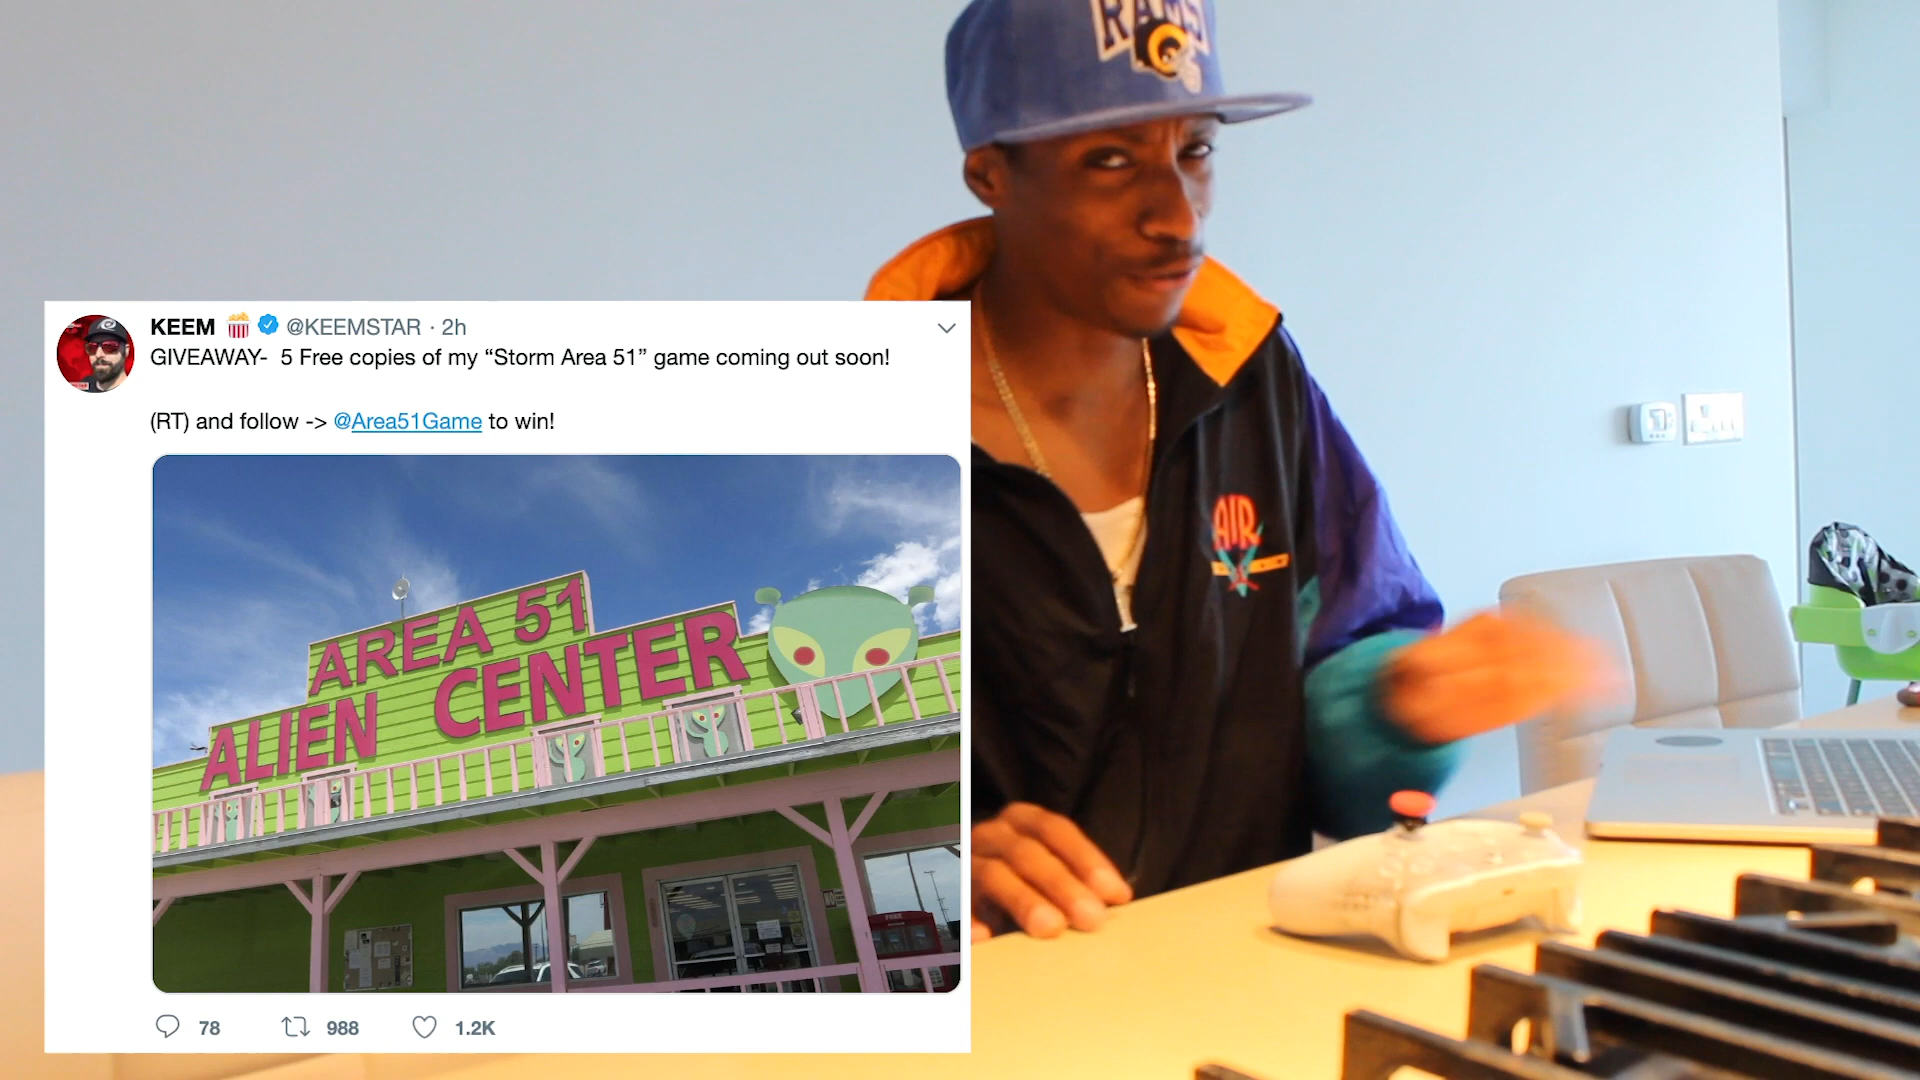 RAMS
KEEM @KEEMSTAR · 2h
GIVEAWAY-  5 Free copies of my “Storm Area 51” game coming out soon!
(RT) and follow -> @Area51Game to win!
AREA 51
ALIEN CENTER
FREE
78 988 1.2K
AIR